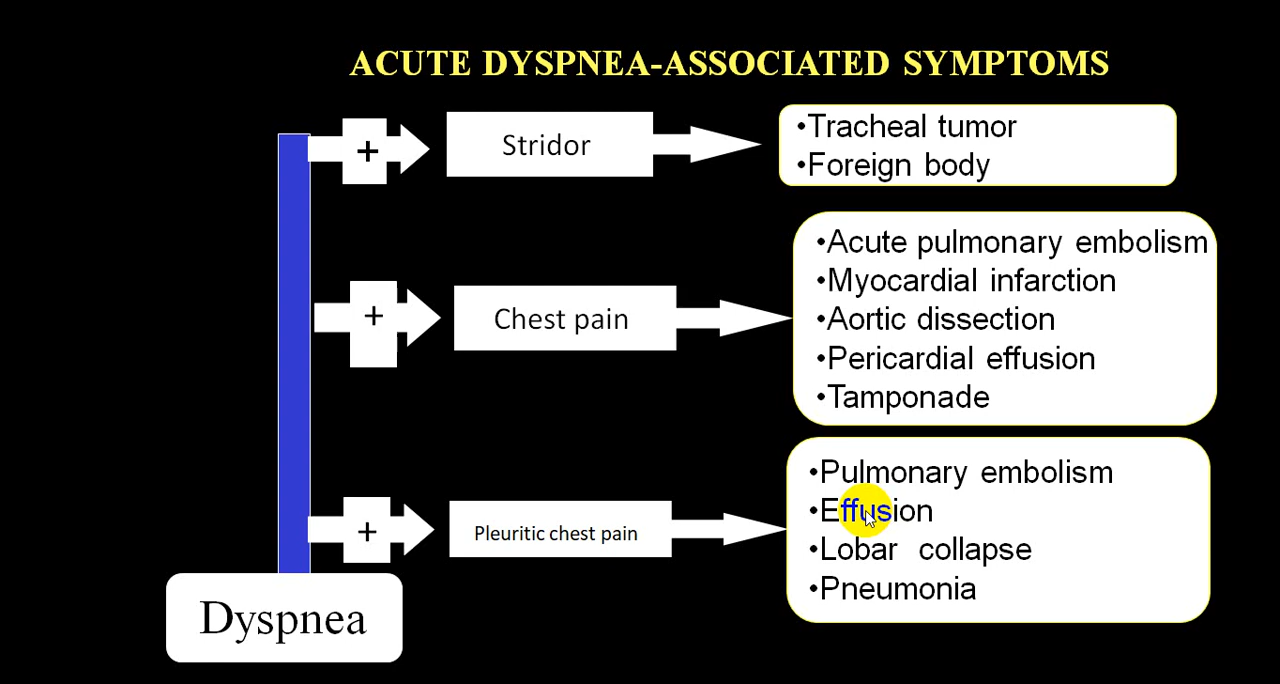 ACUTE DYSPNEA-ASSOCIATED SYMPTOMS
+
Stridor
•Tracheal tumor
•Foreign body
+
Chest pain
•Acute pulmonary embolism
•Myocardial infarction
•Aortic dissection
•Pericardial effusion
•Tamponade
+
Pleuritic chest pain
•Pulmonary embolism
•Effusion
•Lobar collapse
•Pneumonia
Dyspnea